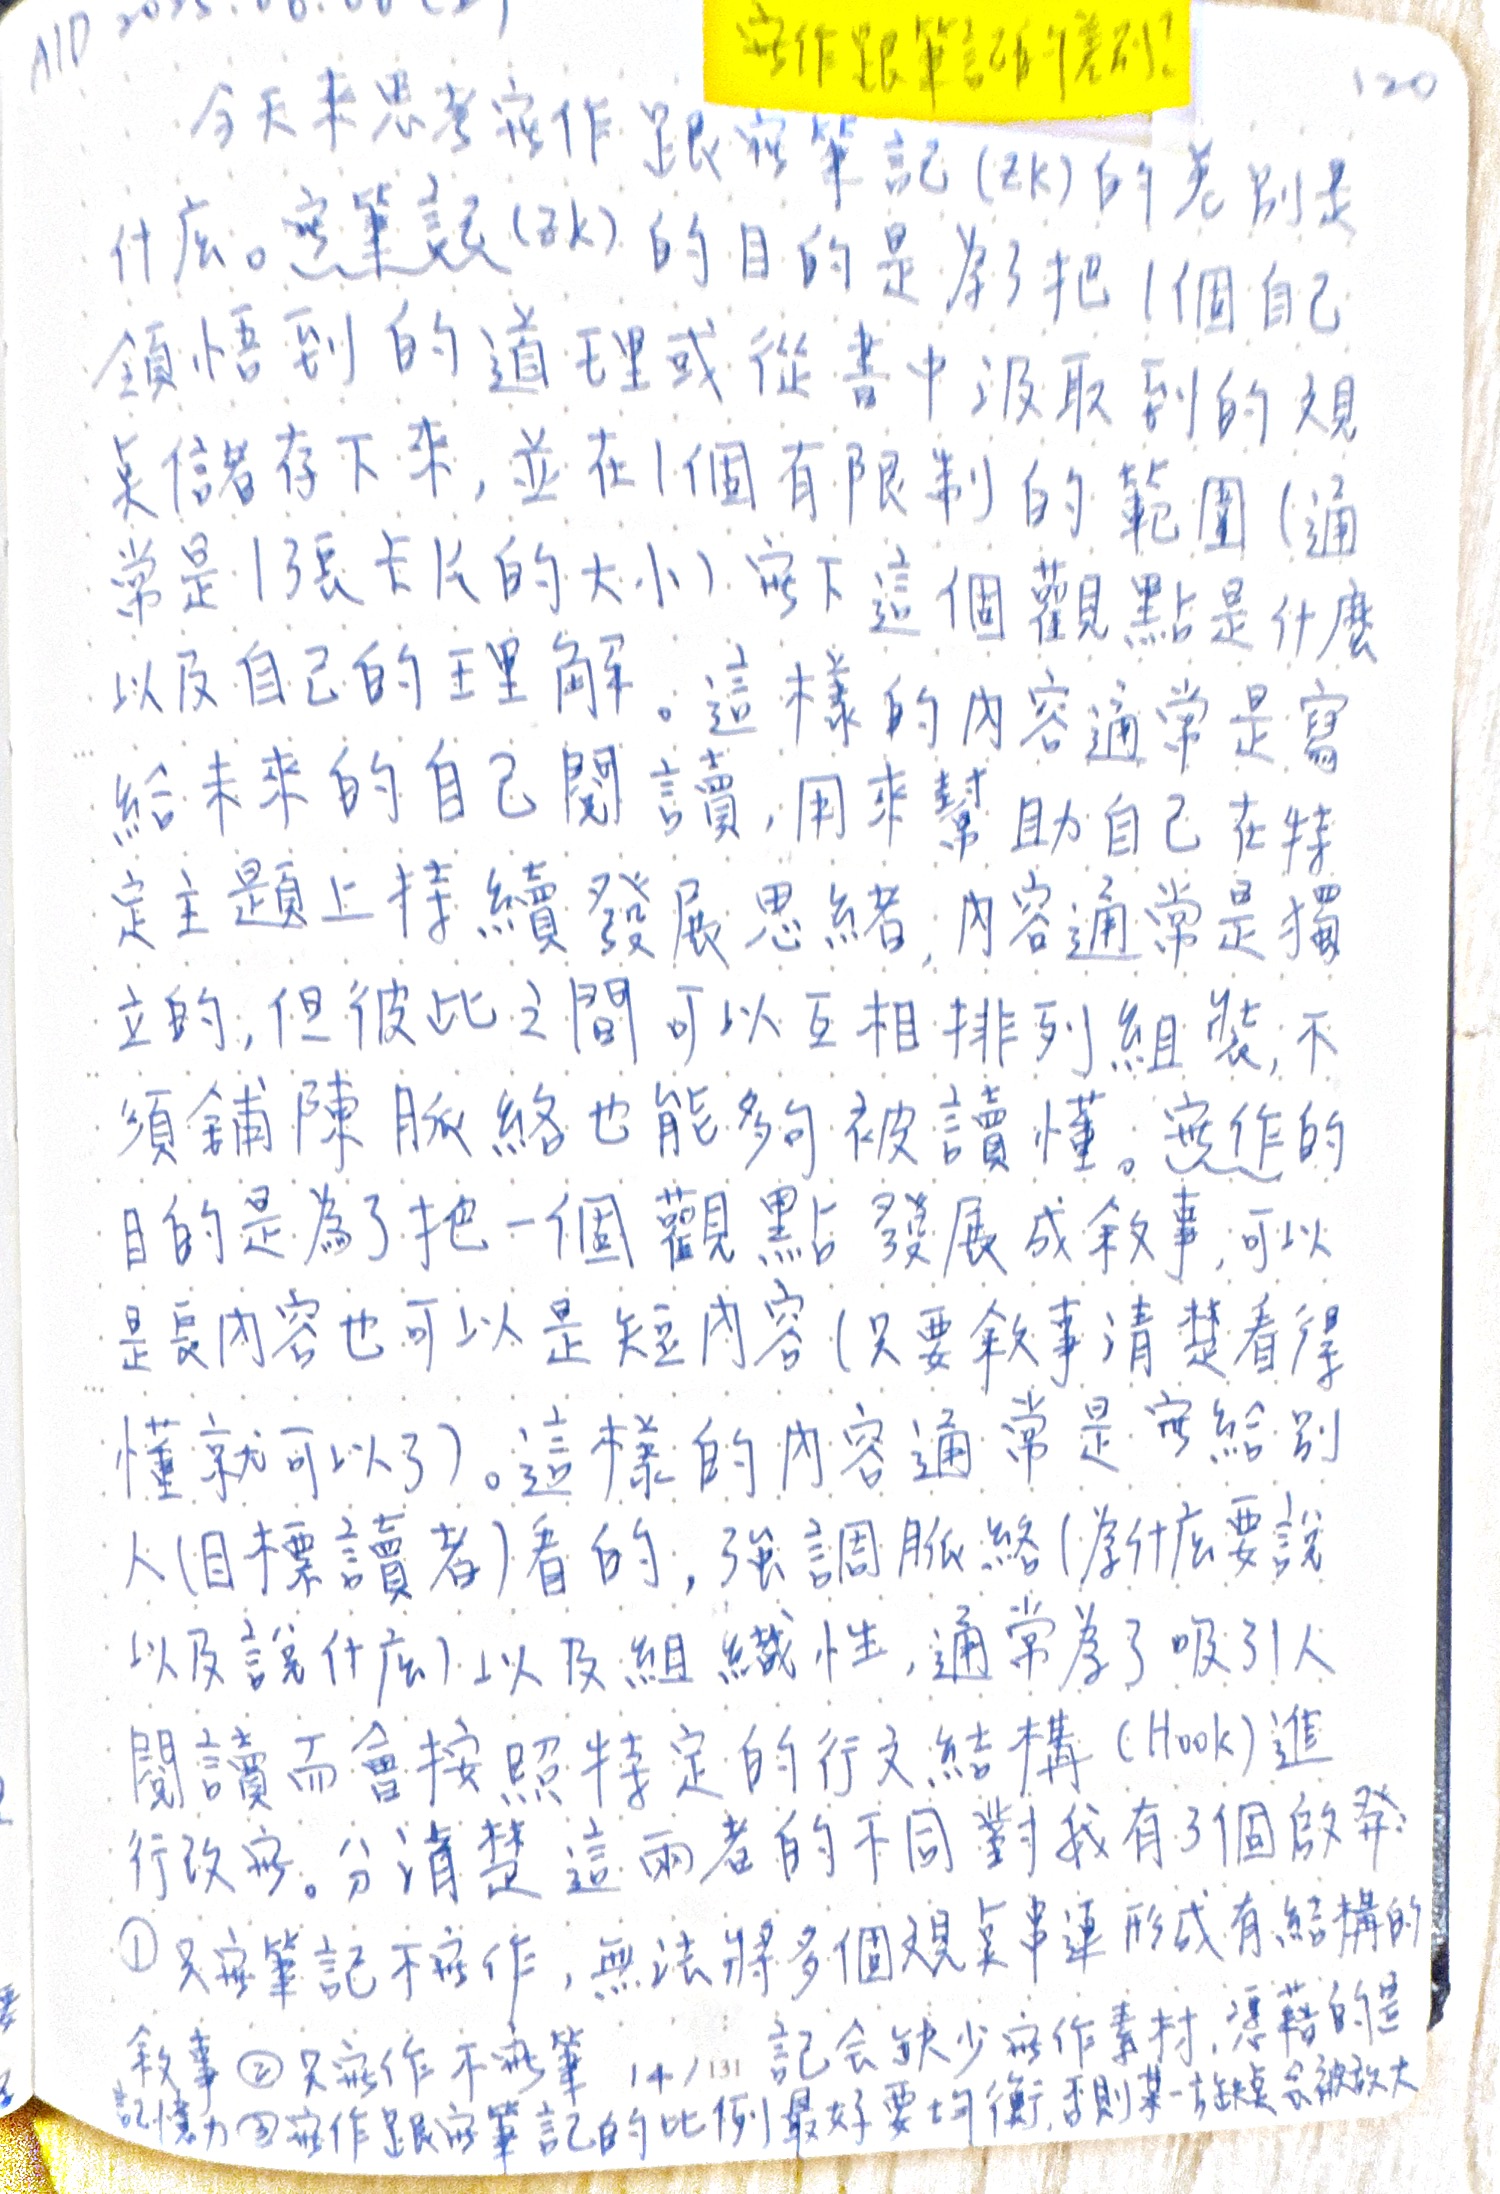 寫作跟筆記的差別?
120
今天來思考寫作跟寫筆記(ZK)的差別是
什庅。寫筆記(ZK)的目的是為了把1個自己
領悟到的道理或從書中汲取到的观
点儲存下來,並在1個有限制的範圍(通
常是1張卡片的大小)寫下這個觀點是什麼
以及自己的理解。這樣的內容通常是寫
給未來的自己閱讀,用來幫助自己在特
定主題上持續發展思緒,內容通常是獨
立的,但彼此之間可以互相排列組裝,不
須鋪陳脈絡也能夠被讀懂。寫作的
目的是為了把一個觀點發展成敘事,可以
是長內容也可以是短內容(只要敘事清楚看得
懂就可以了)。這樣的內容通常是寫給別
人(目標讀者)看的,強調脈絡(為什庅要說
以及說什庅)以及組織性,通常為了吸引人
閱讀而會按照特定的行文結構(Hook)進
行改寫。分清楚這兩者的不同對我有3個啟発:
①只寫筆記不寫作,無法將多個观点串連形成有結構的
敘事②只寫作不寫筆記会缺少寫作素材,憑藉的是
記憶力③寫作跟寫筆記的比例最好要均衡,否則某一方缺点会被放大
141/131